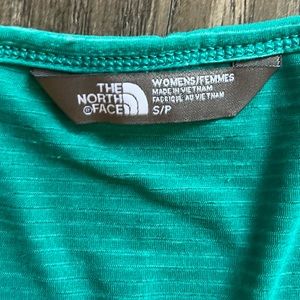 THE
NORTH
FACE
WOMENS/FEMMES
MADE IN VIETNAM
FABRIQUE AU VIETNAM
S/P